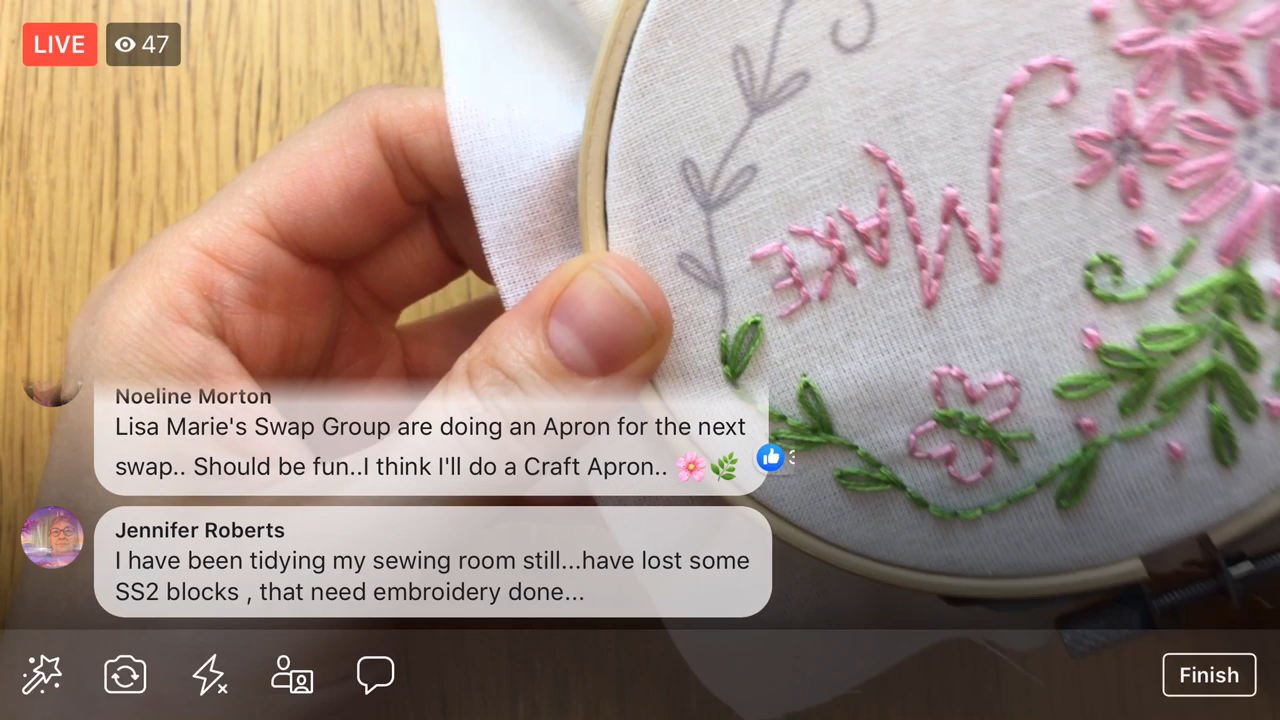 LIVE
47
MAKE
Noeline Morton
Lisa Marie's Swap Group are doing an Apron for the next
swap.. Should be fun..I think I'll do a Craft Apron.. 🌸🌿
Jennifer Roberts
I have been tidying my sewing room still...have lost some
SS2 blocks , that need embroidery done...
Finish